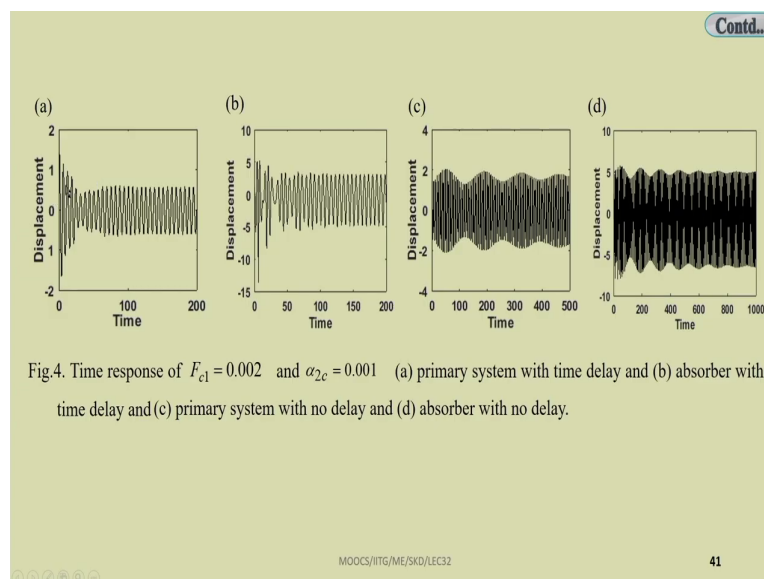 Contd..
(a)
2
1
0
1
-2
0
100
200
Displacement
Time
(b)
10
5
0
-5
-10
-15
0
50
100
150
200
Displacement
Time
(c)
4
2
0
-2
-4
0
100
200
300
400
500
Displacement
Time
(d)
10
5
0
-5
-10
0
200
400
600
800
1000
Displacement
Time
Fig.4. Time response of F_{c1} = 0.002 and α_{2c} = 0.001 (a) primary system with time delay and (b) absorber with
time delay and (c) primary system with no delay and (d) absorber with no delay.
MOOCS/IITG/ME/SKD/LEC32
41